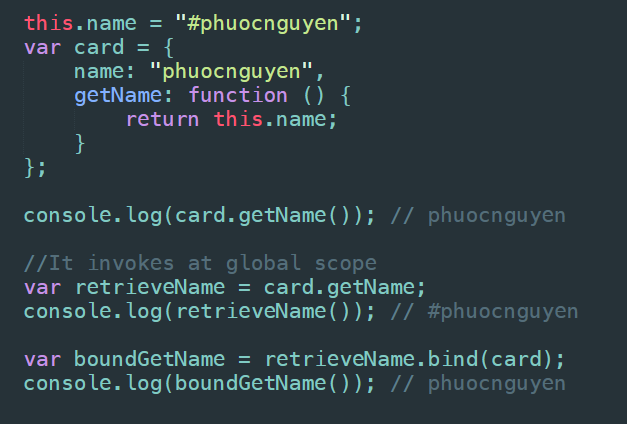 this.name = "#phuocnguyen";
var card = {
    name: "phuocnguyen",
    getName: function () {
        return this.name;
    }
};

console.log(card.getName()); // phuocnguyen

//It invokes at global scope
var retrieveName = card.getName;
console.log(retrieveName()); // #phuocnguyen

var boundGetName = retrieveName.bind(card);
console.log(boundGetName()); // phuocnguyen